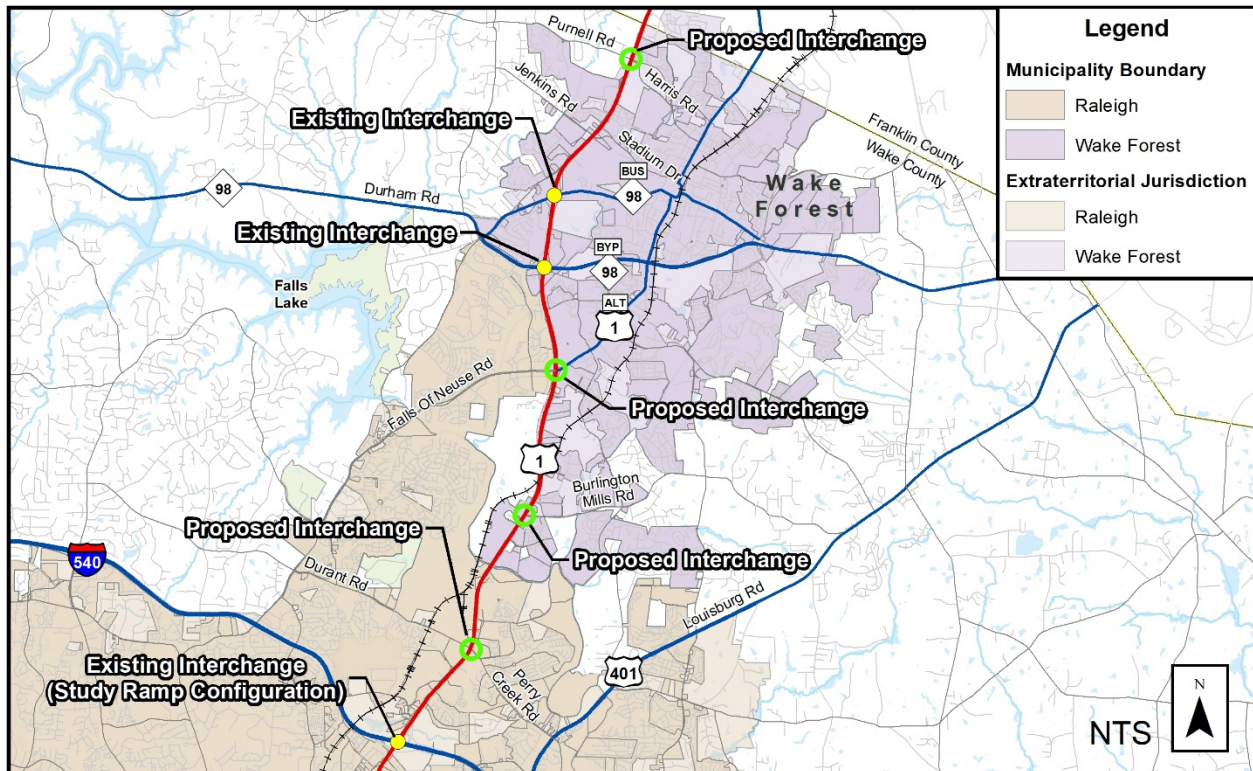 Purnell Rd
Proposed Interchange
Harris Rd
Jenkins Rd
Existing Interchange
Stadium Dr
Franklin County
Wake County
98
Durham Rd
BUS
98
Wake
Forest
Existing Interchange
BYP
98
Falls
Lake
ALT
1
Falls Of Neuse Rd
Proposed Interchange
1
Burlington
Mills Rd
Proposed Interchange
Proposed Interchange
540
Durant Rd
Louisburg Rd
Existing Interchange
(Study Ramp Configuration)
Perry
Creek Rd
401
Legend
Municipality Boundary
Raleigh
Wake Forest
Extraterritorial Jurisdiction
Raleigh
Wake Forest
NTS
N